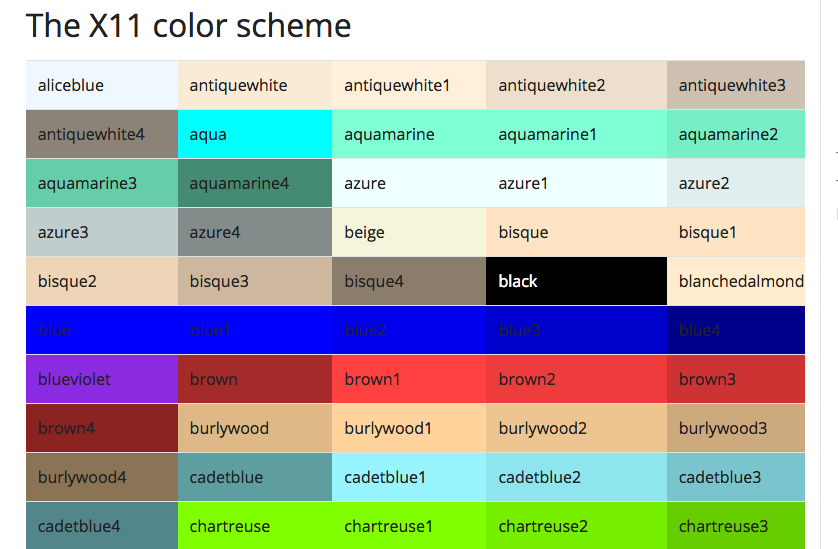 The X11 color scheme
aliceblue antiquewhite antiquewhite1 antiquewhite2 antiquewhite3
antiquewhite4 aqua aquamarine aquamarine1 aquamarine2
aquamarine3 aquamarine4 azure azure1 azure2
azure3 azure4 beige bisque bisque1
bisque2 bisque3 bisque4 black blanchedalmond
blue blue1 blue2 blue3 blue4
blueviolet brown brown1 brown2 brown3
brown4 burlywood burlywood1 burlywood2 burlywood3
burlywood4 cadetblue cadetblue1 cadetblue2 cadetblue3
cadetblue4 chartreuse chartreuse1 chartreuse2 chartreuse3